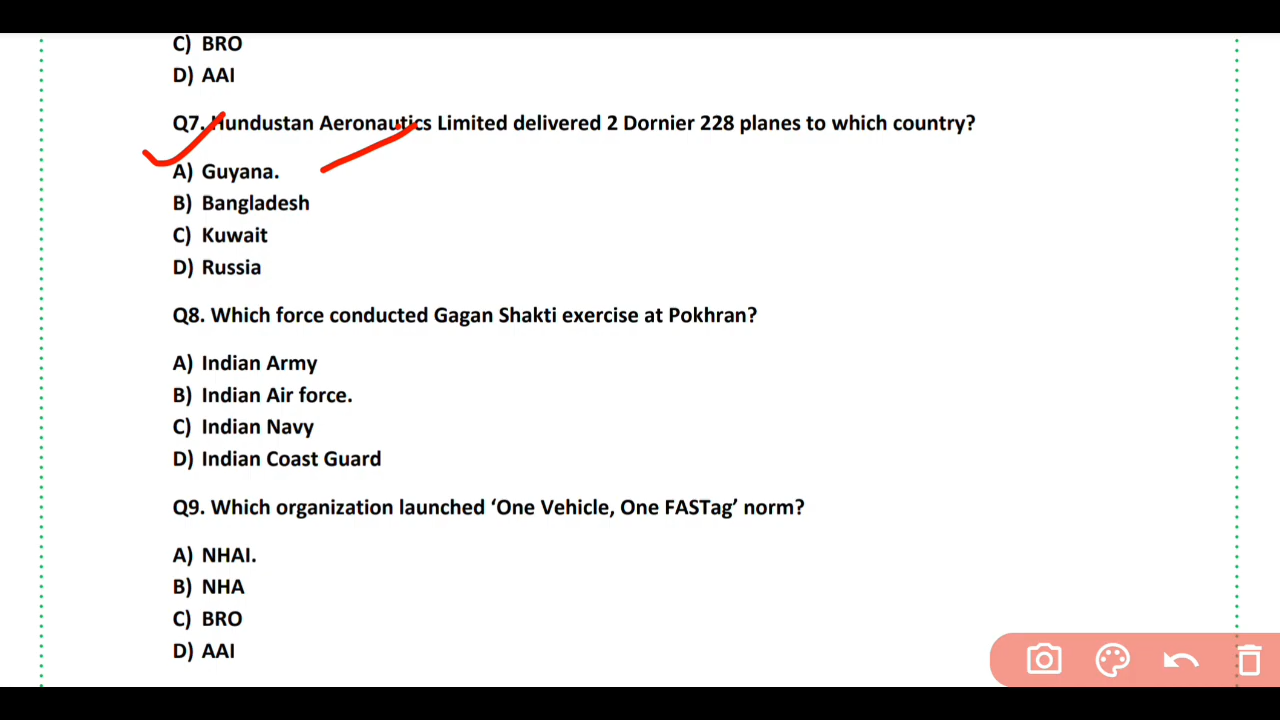 C) BRO
D) AAI
Q7. Hundustan Aeronautics Limited delivered 2 Dornier 228 planes to which country?
A) Guyana.
B) Bangladesh
C) Kuwait
D) Russia
Q8. Which force conducted Gagan Shakti exercise at Pokhran?
A) Indian Army
B) Indian Air force.
C) Indian Navy
D) Indian Coast Guard
Q9. Which organization launched ‘One Vehicle, One FASTag’ norm?
A) NHAI.
B) NHA
C) BRO
D) AAI